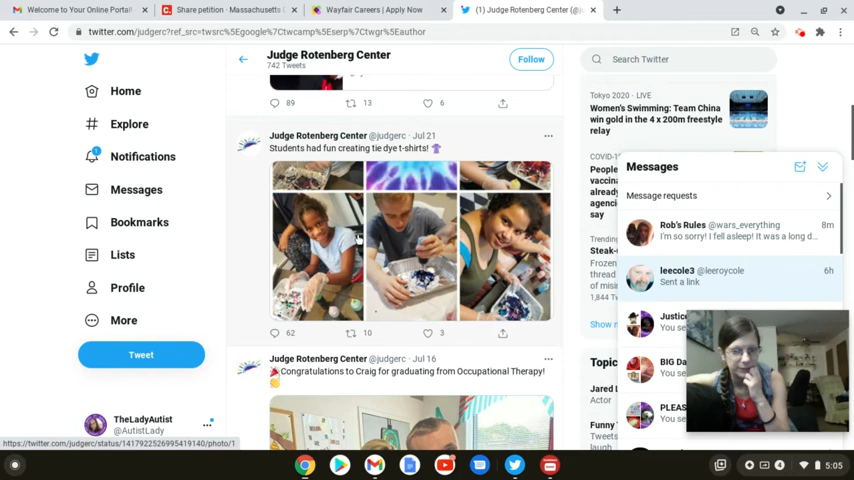 Welcome to Your Online Portal
Share petition · Massachusetts D
Wayfair Careers | Apply Now
(1) Judge Rotenberg Center (@ju
twitter.com/judgerc?ref_src=twsrc%5Egoogle%7Ctwcamp%5Eserp%7Ctwgr%5Eauthor
Home
Explore
1
Notifications
Messages
Bookmarks
Lists
Profile
More
Tweet
TheLadyAutist
@AutistLady
https://twitter.com/judgerc/status/1417922526995419140/photo/1
Judge Rotenberg Center
742 Tweets
Follow
89
13
6
Judge Rotenberg Center @judgerc · Jul 21
Students had fun creating tie dye t-shirts!
62
10
3
Judge Rotenberg Center @judgerc · Jul 16
Congratulations to Craig for graduating from Occupational Therapy!
Search Twitter
Tokyo 2020 · LIVE
Women's Swimming: Team China
win gold in the 4 x 200m freestyle
relay
COVID-
People
vaccina
already
agenci
say
Trending
Steak-
Frozen
thread
of misi
1,844 T
Show
Topic
Jared L
Actor
Funny T
Tweets
laugh
Messages
Message requests
Rob's Rules @wars_everything 8m
I'm so sorry! I fell asleep! It was a long d...
leecole3 @leeroycole 6h
Sent a link
Justice
You se
BIG Da
You se
PLEAS
You se
4
5:05